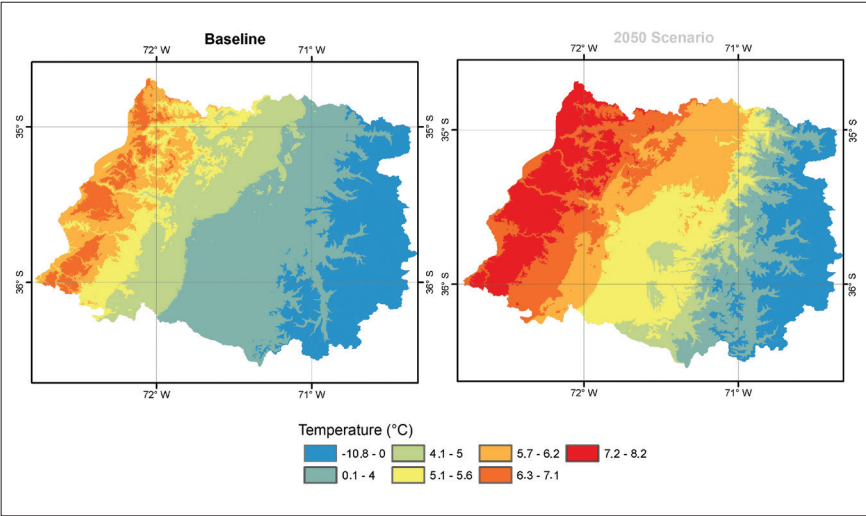 Baseline
2050 Scenario
72° W
71° W
72° W
71° W
35° S
36° S
35° S
36° S
35° S
36° S
35° S
36° S
72° W
71° W
72° W
71° W
Temperature (°C)
-10.8 - 0
4.1 - 5
5.7 - 6.2
7.2 - 8.2
0.1 - 4
5.1 - 5.6
6.3 - 7.1